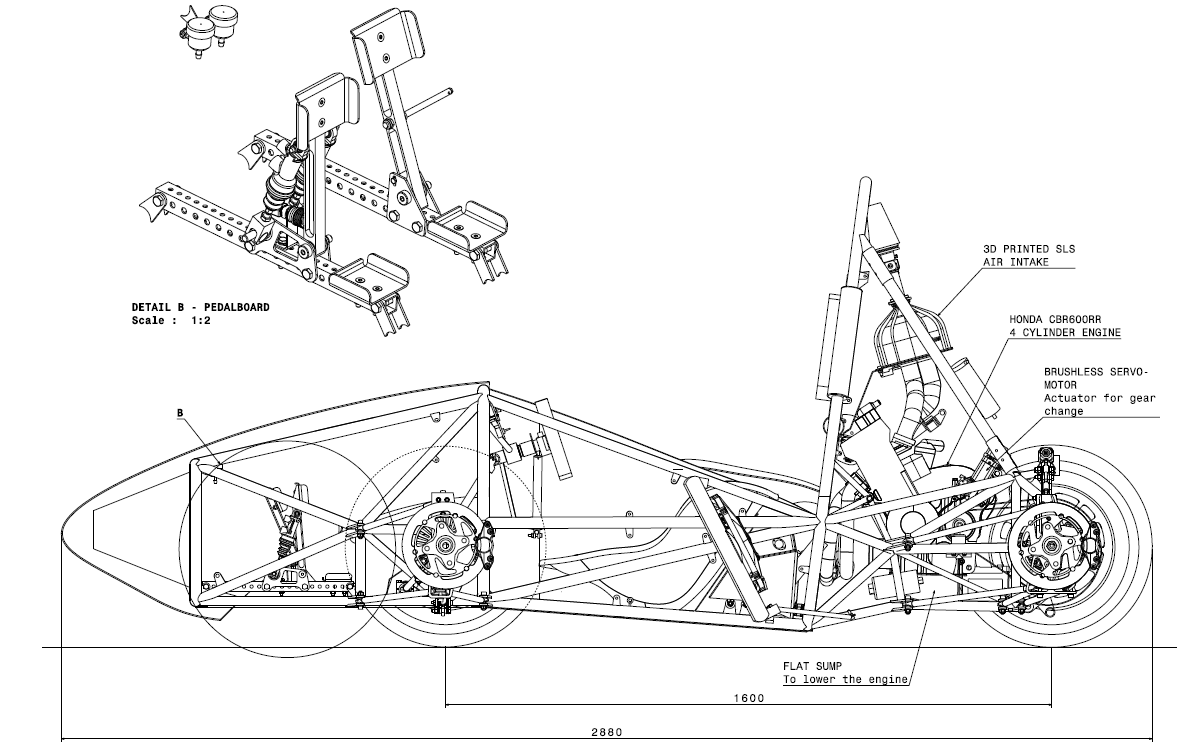 DETAIL B - PEDALBOARD
Scale : 1:2
3D PRINTED SLS
AIR INTAKE
HONDA CBR600RR
4 CYLINDER ENGINE
BRUSHLESS SERVO-
MOTOR
Actuator for gear
change
B
FLAT SUMP
To lower the engine
1600
2880